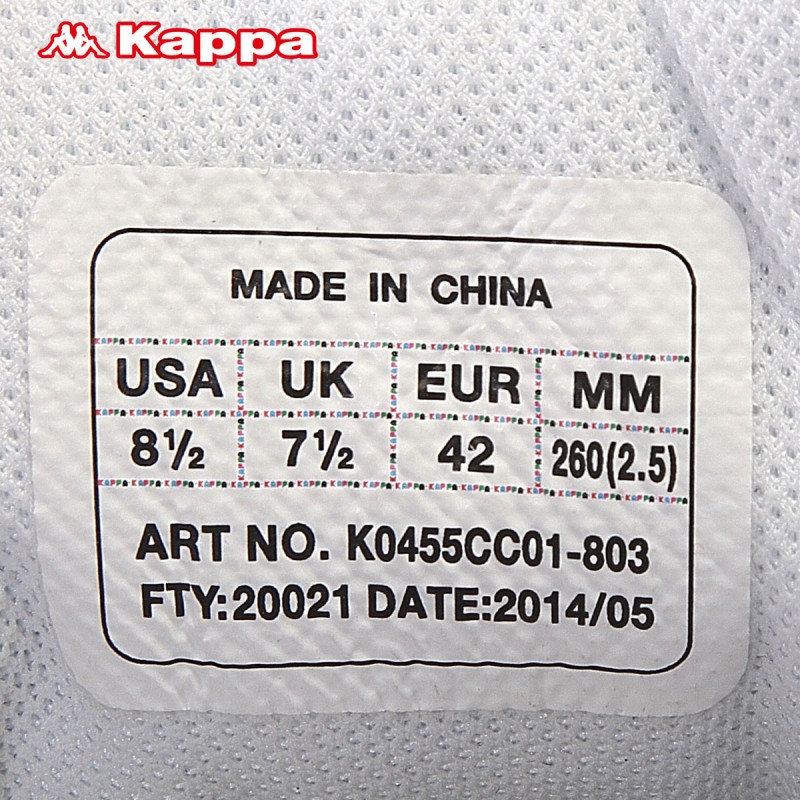 Kappa
MADE IN CHINA
USA UK EUR MM
8½ 7½ 42 260(2.5)
ART NO. K0455CC01-803
FTY:20021 DATE:2014/05